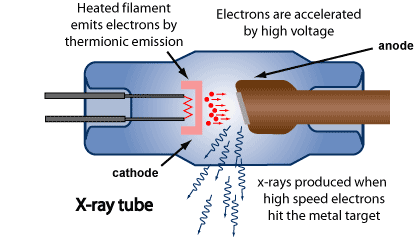 Heated filament
emits electrons by
thermionic emission
Electrons are accelerated
by high voltage
anode
cathode
X-ray tube
x-rays produced when
high speed electrons
hit the metal target